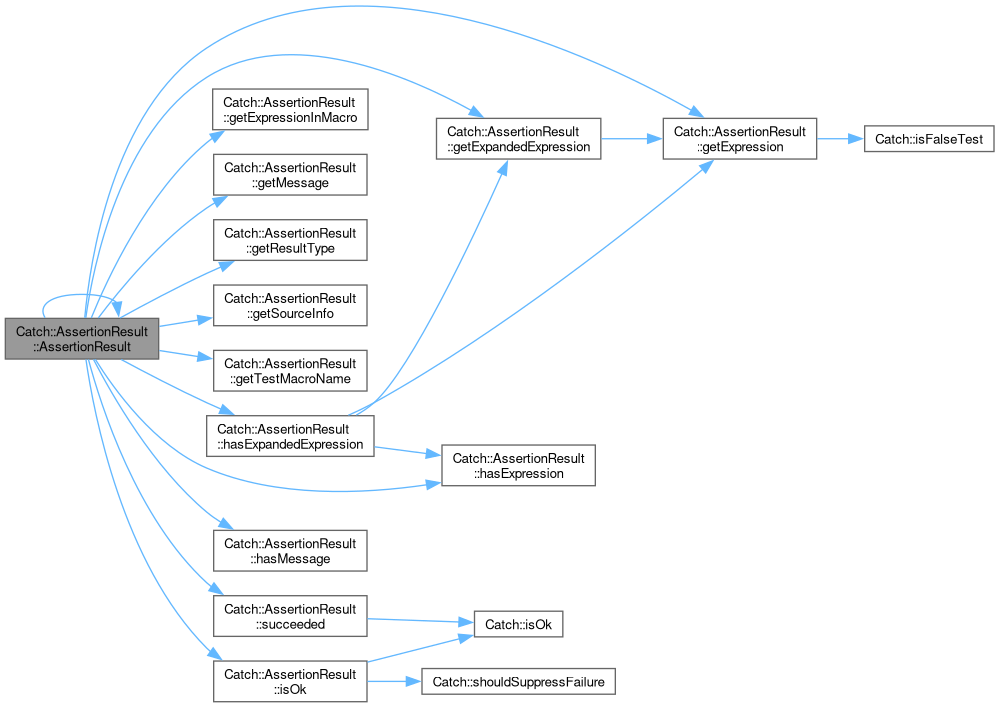 Catch::AssertionResult
::AssertionResult
Catch::AssertionResult
::getExpressionInMacro
Catch::AssertionResult
::getMessage
Catch::AssertionResult
::getResultType
Catch::AssertionResult
::getSourceInfo
Catch::AssertionResult
::getTestMacroName
Catch::AssertionResult
::hasExpandedExpression
Catch::AssertionResult
::hasMessage
Catch::AssertionResult
::succeeded
Catch::AssertionResult
::isOk
Catch::AssertionResult
::getExpandedExpression
Catch::AssertionResult
::hasExpression
Catch::isOk
Catch::shouldSuppressFailure
Catch::AssertionResult
::getExpression
Catch::isFalseTest